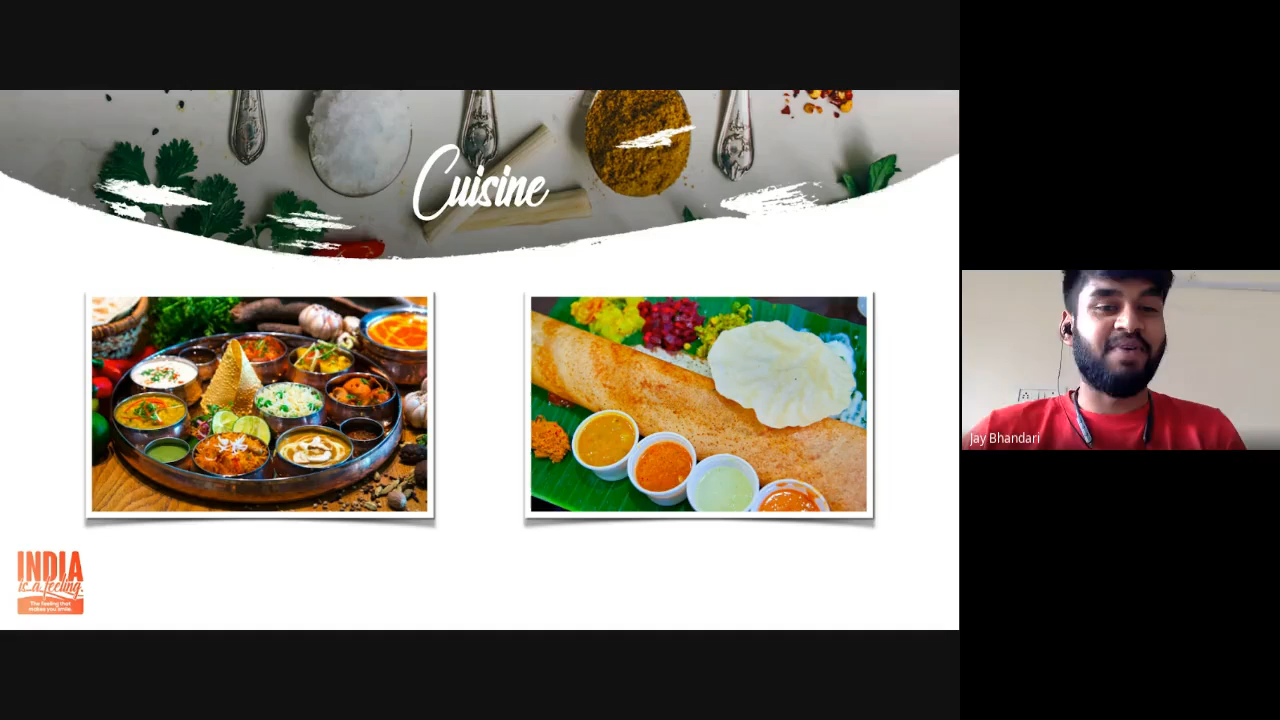 Cuisine
INDIA
is a feeling.
The feeling that
makes you smile.
Jay Bhandari